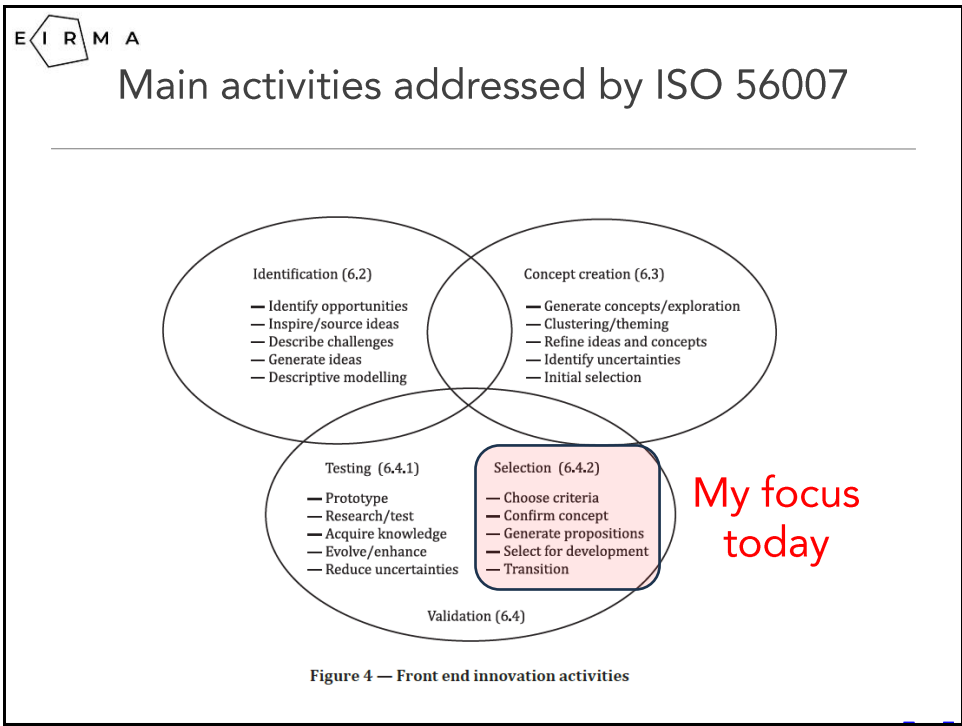 EIRMA
Main activities addressed by ISO 56007
Identification (6.2)
— Identify opportunities
— Inspire/source ideas
— Describe challenges
— Generate ideas
— Descriptive modelling
Concept creation (6.3)
— Generate concepts/exploration
— Clustering/theming
— Refine ideas and concepts
— Identify uncertainties
— Initial selection
Testing (6.4.1)
— Prototype
— Research/test
— Acquire knowledge
— Evolve/enhance
— Reduce uncertainties
Selection (6.4.2)
— Choose criteria
— Confirm concept
— Generate propositions
— Select for development
— Transition
My focus
today
Validation (6.4)
Figure 4 — Front end innovation activities